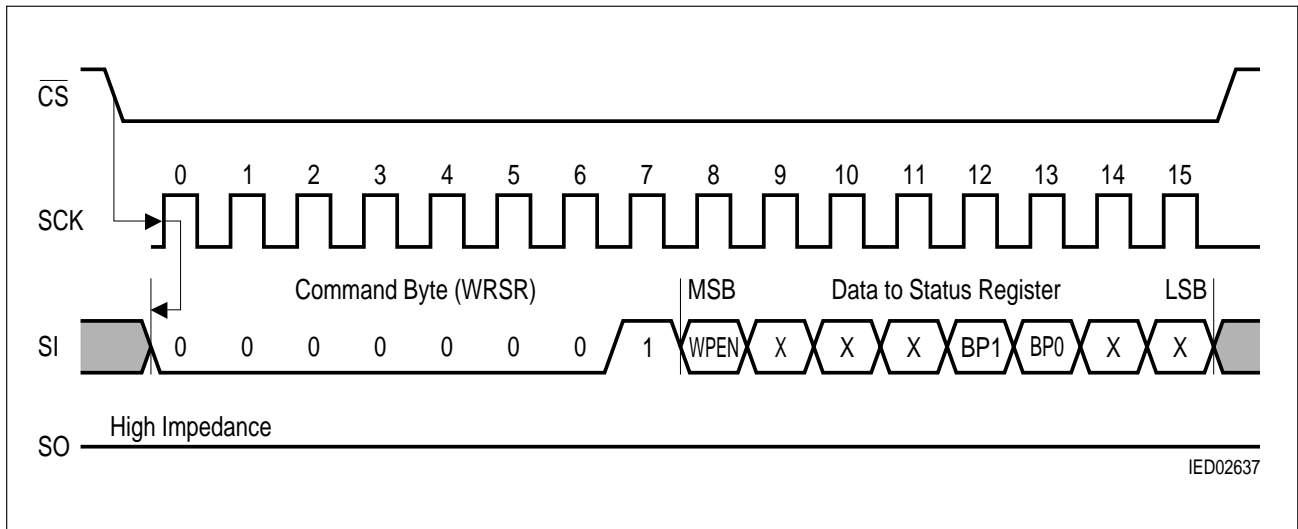 CS
0 1 2 3 4 5 6 7 8 9 10 11 12 13 14 15
SCK
Command Byte (WRSR) MSB Data to Status Register LSB
SI 0 0 0 0 0 0 0 1 WPEN X X X BP1 BP0 X X
High Impedance
SO
IED02637